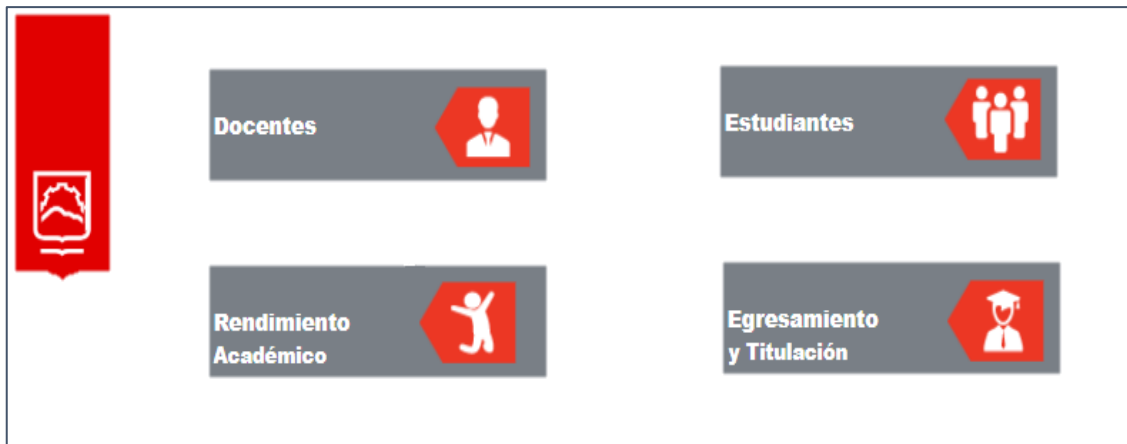 Docentes
Estudiantes
Rendimiento
Académico
Egresamiento
y Titulación